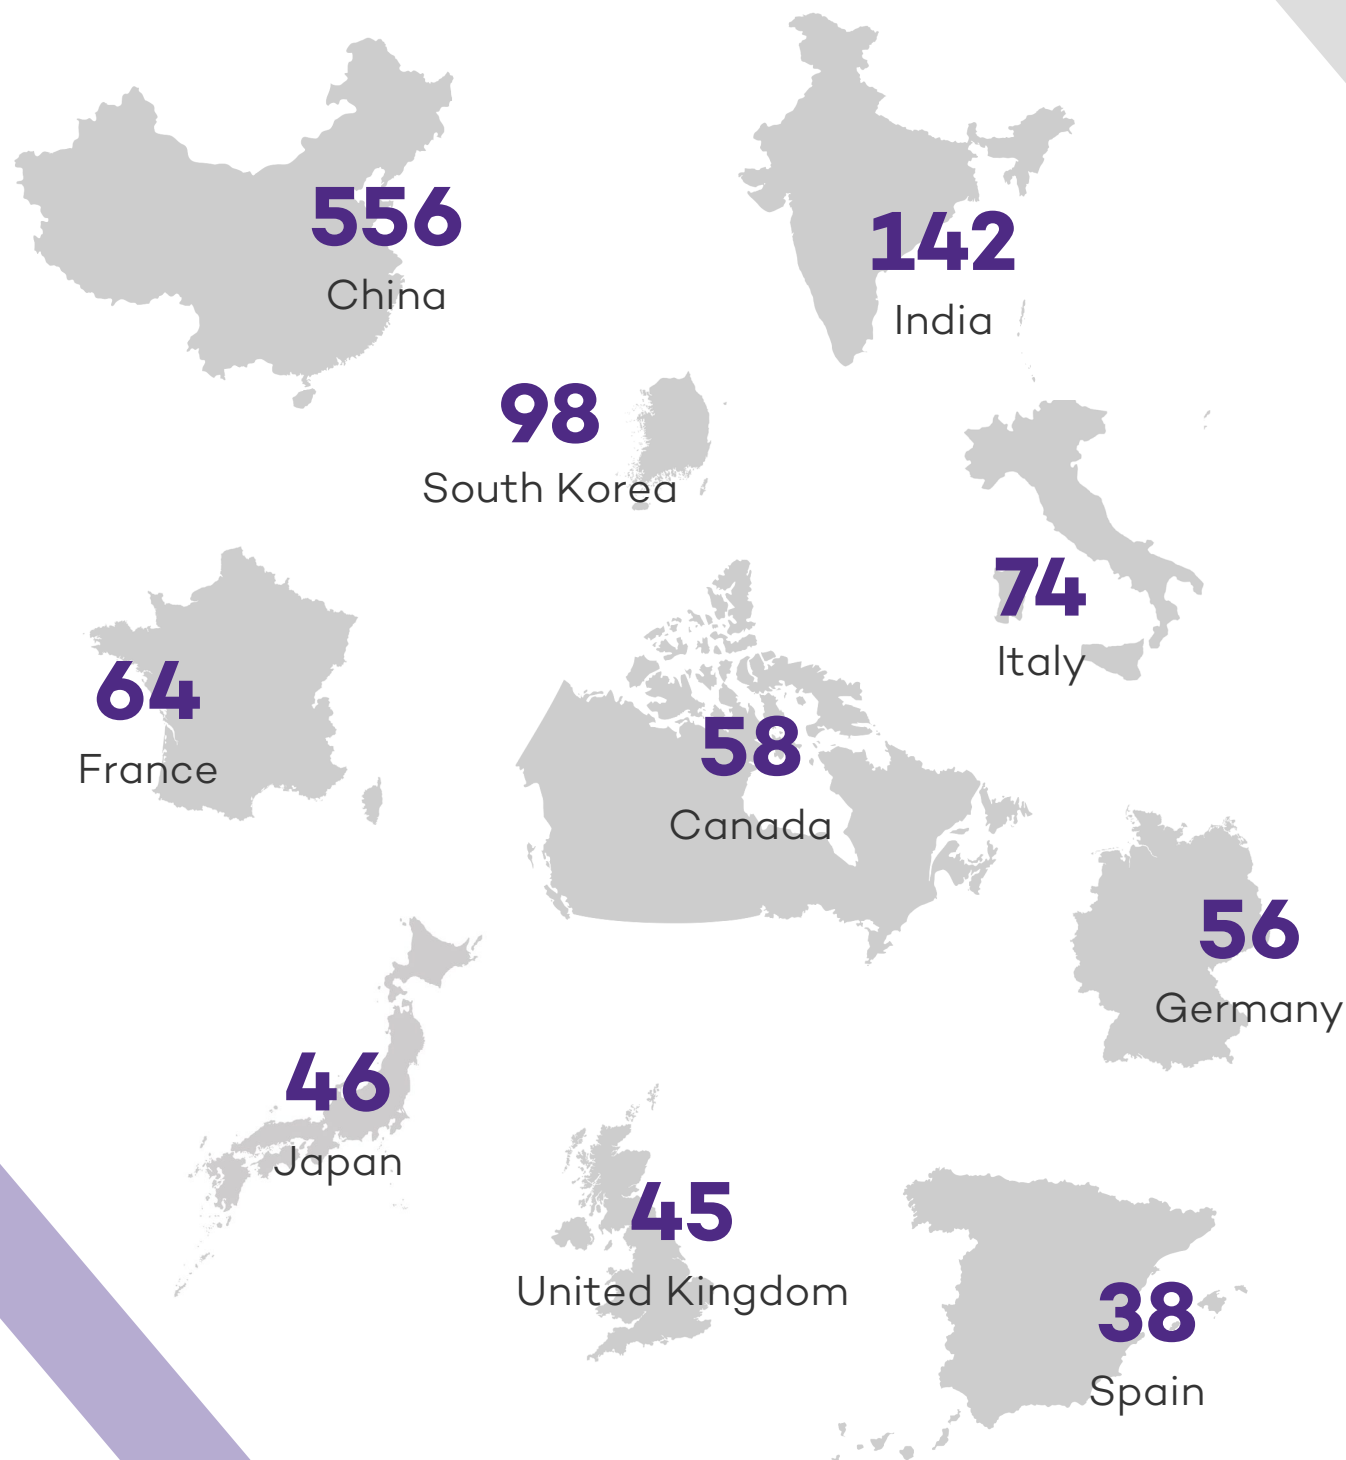 556
China
142
India
98
South Korea
74
Italy
64
France
58
Canada
56
Germany
46
Japan
45
United Kingdom
38
Spain